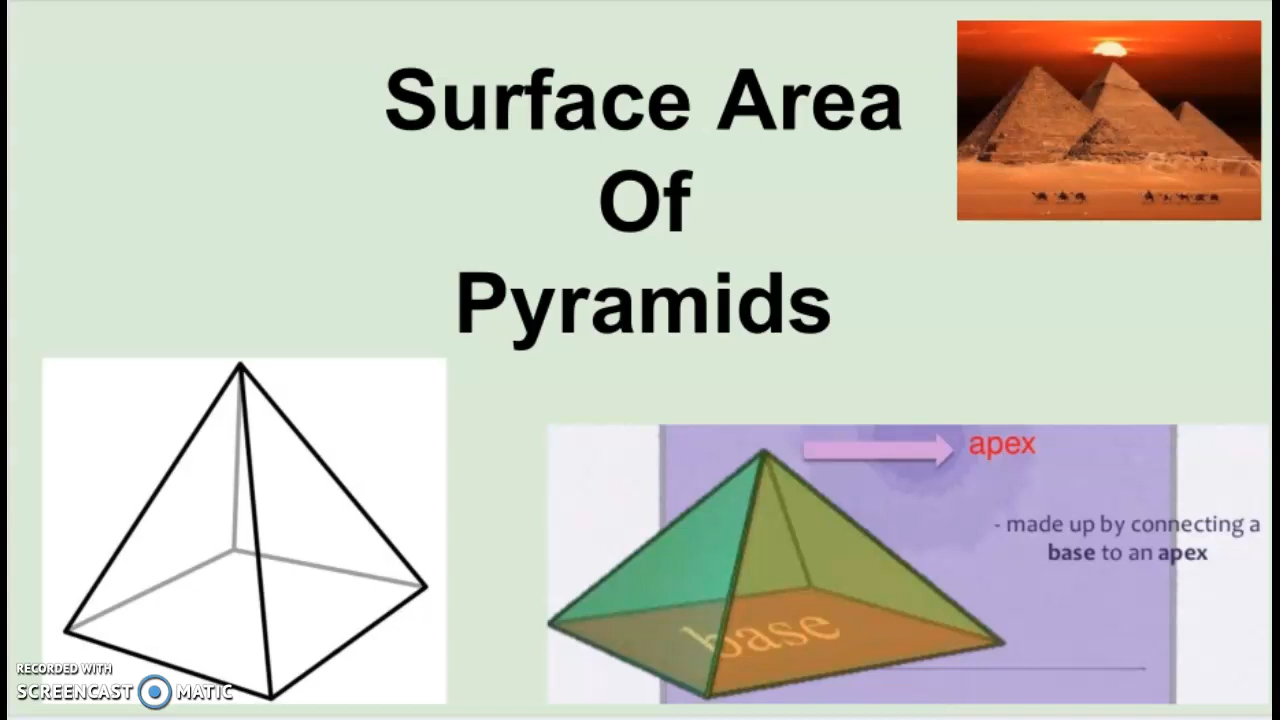 Surface Area
Of
Pyramids
apex
- made up by connecting a
base to an apex
base
RECORDED WITH
SCREENCAST MATIC